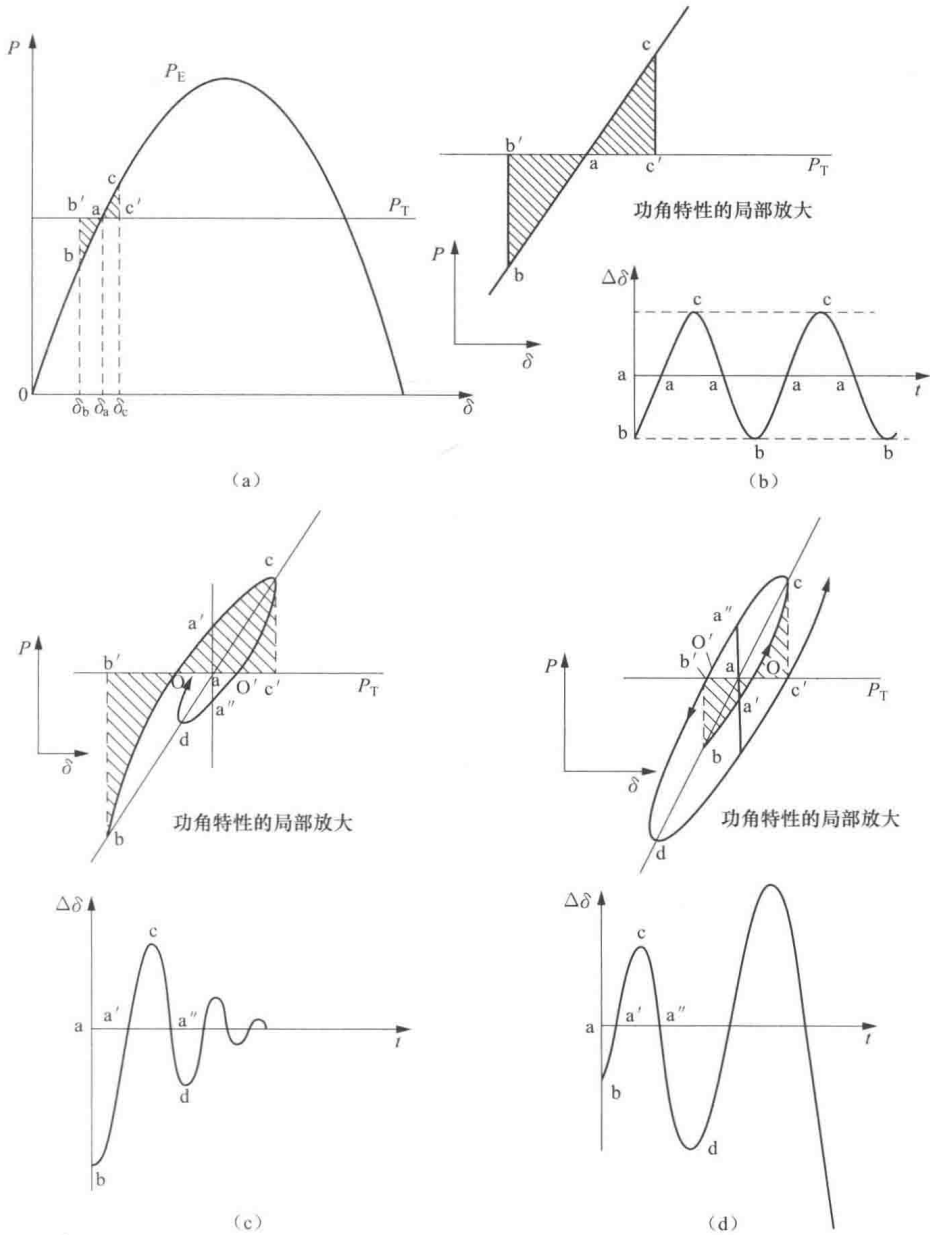 P
P_E
c
b′ a c′
P_T
b
0
δ_b δ_a δ_c
δ
(a)
c
b′
a c′ P_T
功角特性的局部放大
b
P
δ
Δδ
c c
a a a a a t
b b b
(b)
c
a′
P
b′
O a O′ c′ P_T
a″
d
δ
功角特性的局部放大
b
Δδ
c
a a′ a″ t
d
b
(c)
c
a″
O′
b′ a O
P
a′ c′ P_T
b
δ
功角特性的局部放大
d
Δδ
c
a a′ a″ t
b
d
(d)